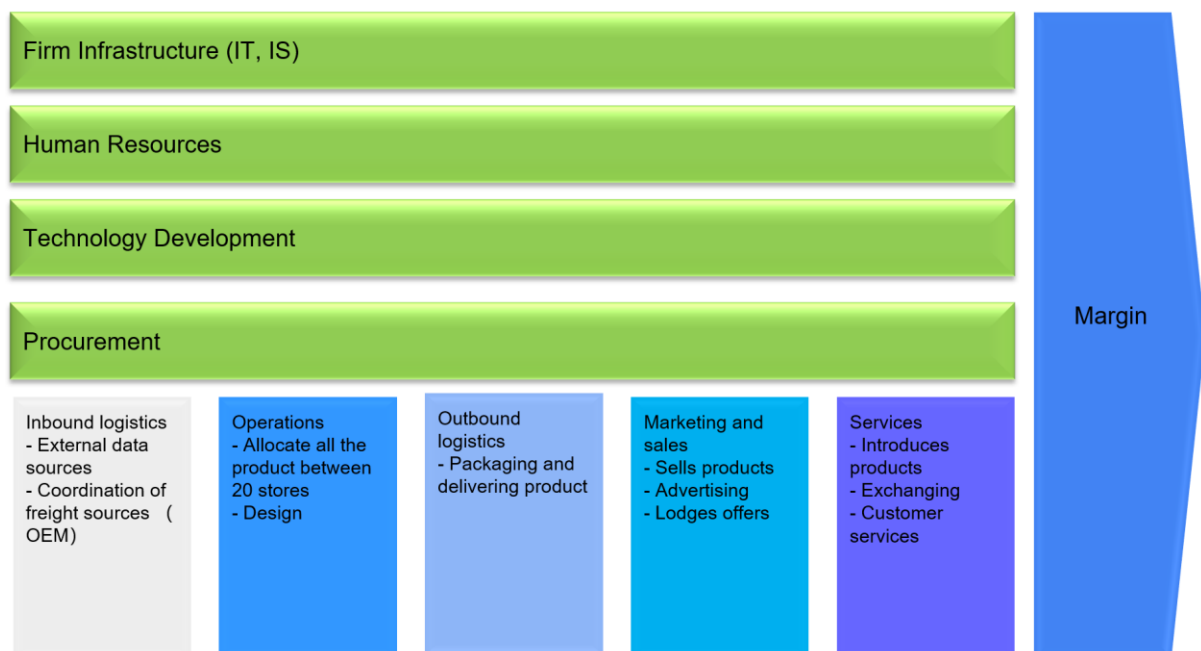 Firm Infrastructure (IT, IS)
Human Resources
Technology Development
Procurement
Margin
Inbound logistics
- External data
sources
- Coordination of
freight sources (
OEM)
Operations
- Allocate all the
product between
20 stores
- Design
Outbound
logistics
- Packaging and
delivering product
Marketing and
sales
- Sells products
- Advertising
- Lodges offers
Services
- Introduces
products
- Exchanging
- Customer
services